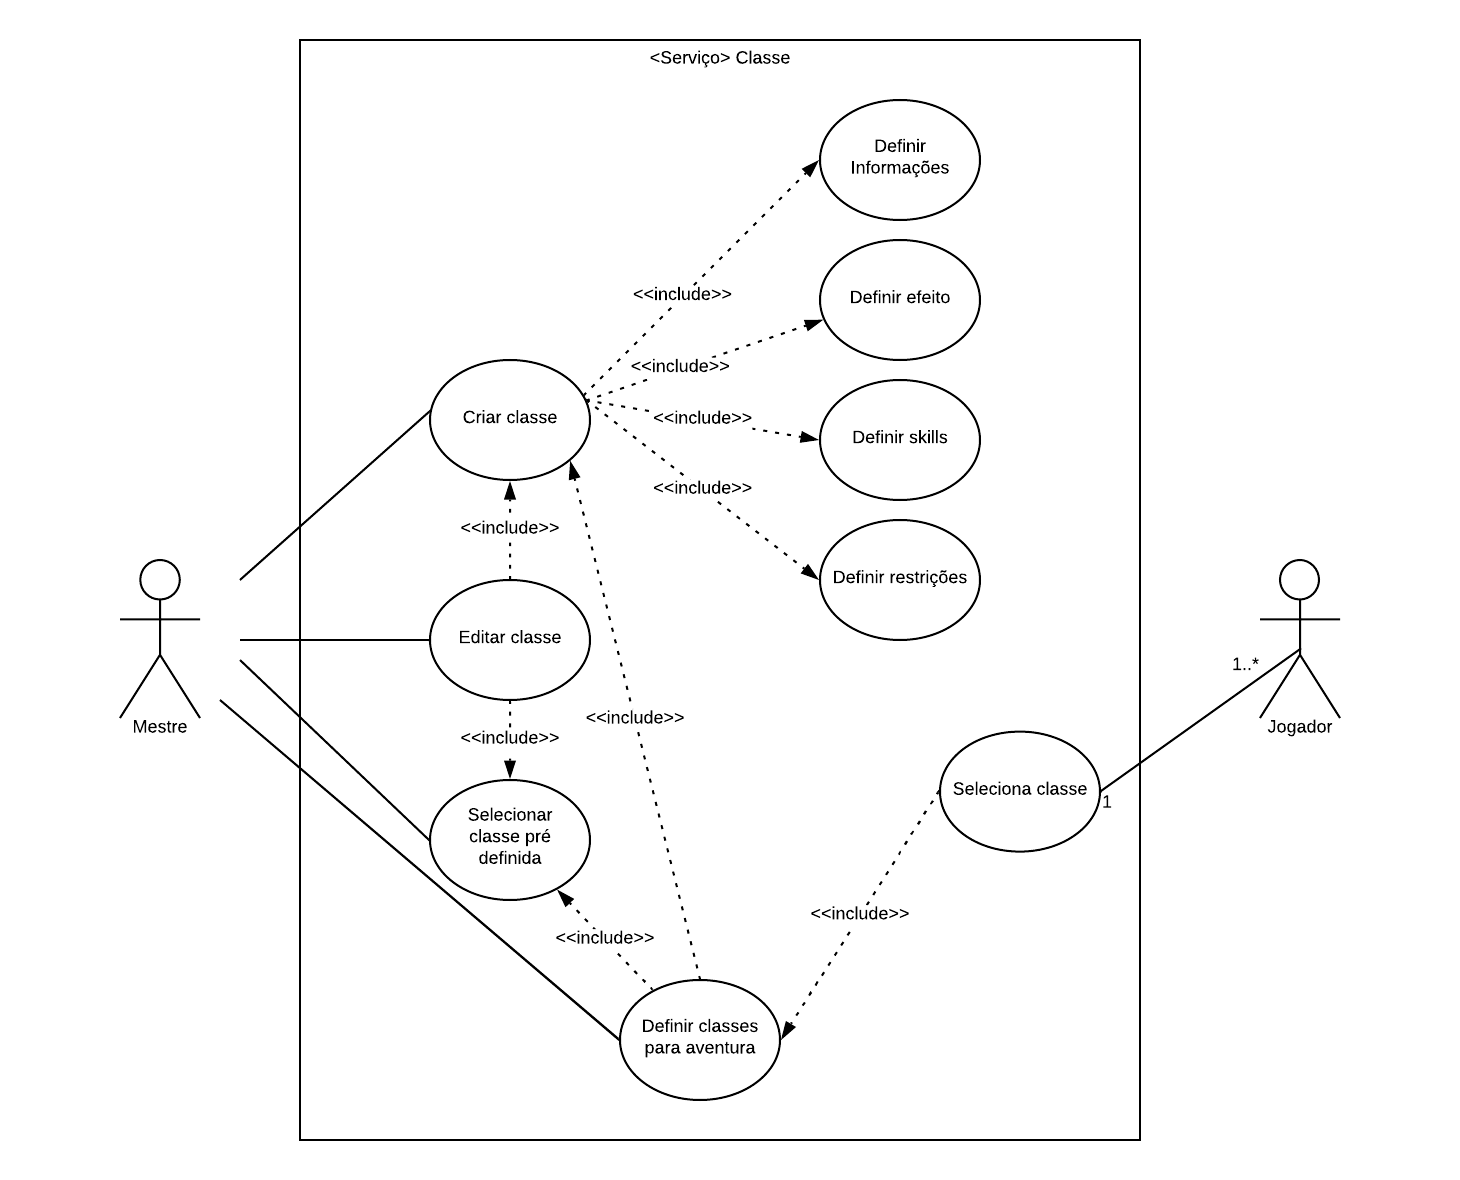 <Serviço> Classe
Definir
Informações
<<include>>
Definir efeito
<<include>>
Criar classe
<<include>>
Definir skills
<<include>>
<<include>>
Definir restrições
Editar classe
1..*
Mestre
<<include>>
Jogador
<<include>>
Seleciona classe
1
Selecionar
classe pré
definida
<<include>>
<<include>>
Definir classes
para aventura